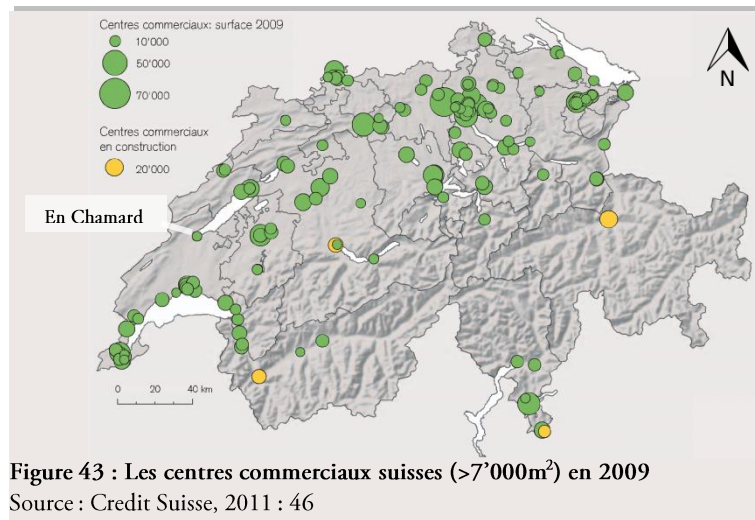 Centres commerciaux: surface 2009
10'000
50'000
70'000
Centres commerciaux
en construction
20'000
N
En Chamard
0 20 40 km
Figure 43 : Les centres commerciaux suisses (>7’000m²) en 2009
Source : Credit Suisse, 2011 : 46